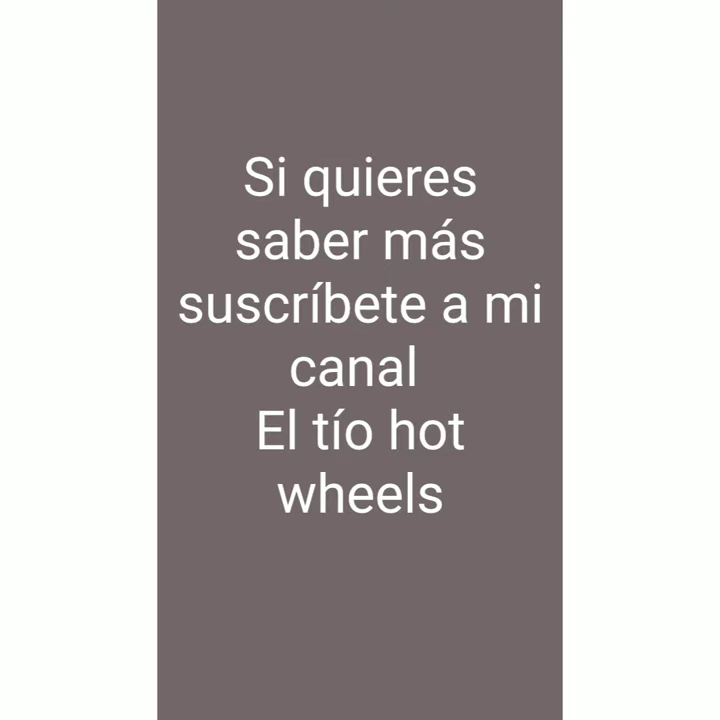 Si quieres
saber más
suscríbete a mi
canal
El tío hot
wheels